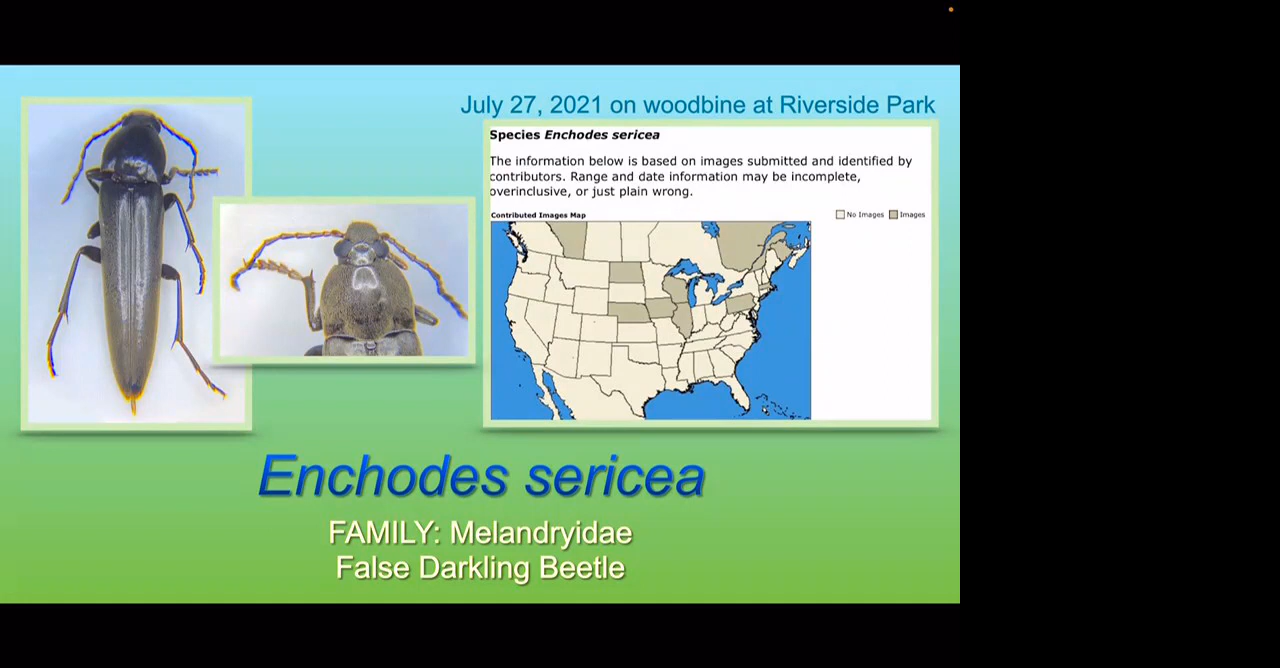 July 27, 2021 on woodbine at Riverside Park
Species Enchodes sericea
The information below is based on images submitted and identified by
contributors. Range and date information may be incomplete,
overinclusive, or just plain wrong.
Contributed Images Map
No Images Images
Enchodes sericea
FAMILY: Melandryidae
False Darkling Beetle